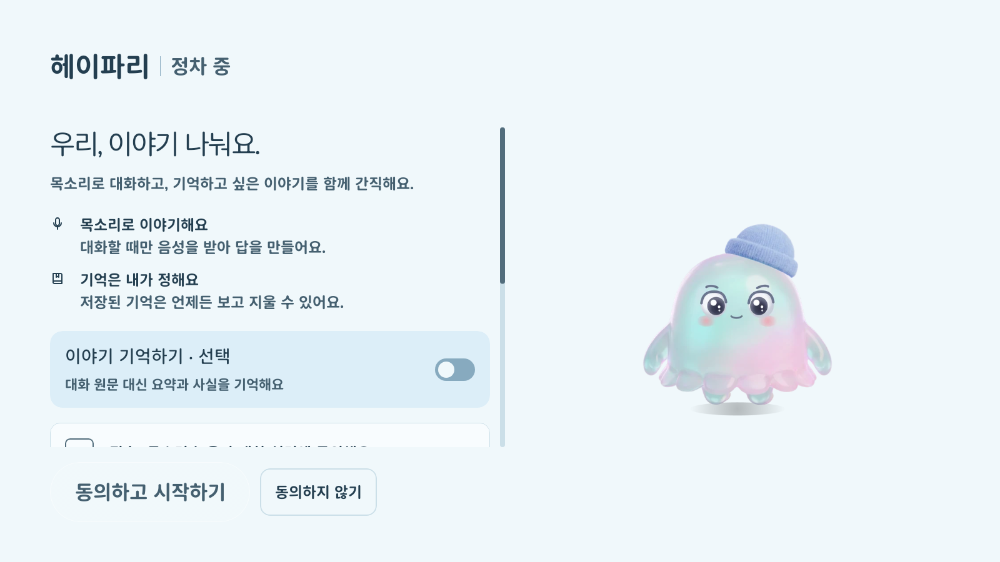 헤이파리
정차 중
우리, 이야기 나눠요.
목소리로 대화하고, 기억하고 싶은 이야기를 함께 간직해요.
목소리로 이야기해요
대화할 때만 음성을 받아 답을 만들어요.
기억은 내가 정해요
저장된 기억은 언제든 보고 지울 수 있어요.
이야기 기억하기 · 선택
대화 원문 대신 요약과 사실을 기억해요
동의하고 시작하기
동의하지 않기